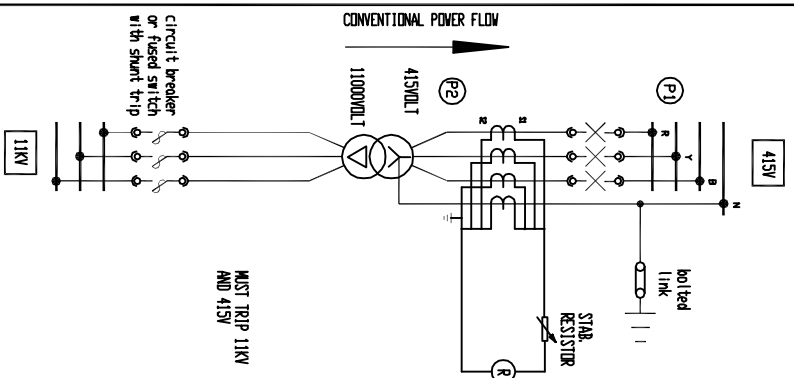 CONVENTIONAL POWER FLOW
circuit breaker
or fused switch
with shunt trip
11KV
11000VOLT
415VOLT
P2
P1
S2
S1
R
Y
B
N
415V
bolted
link
STAB.
RESISTOR
R
MUST TRIP 11KV
AND 415V